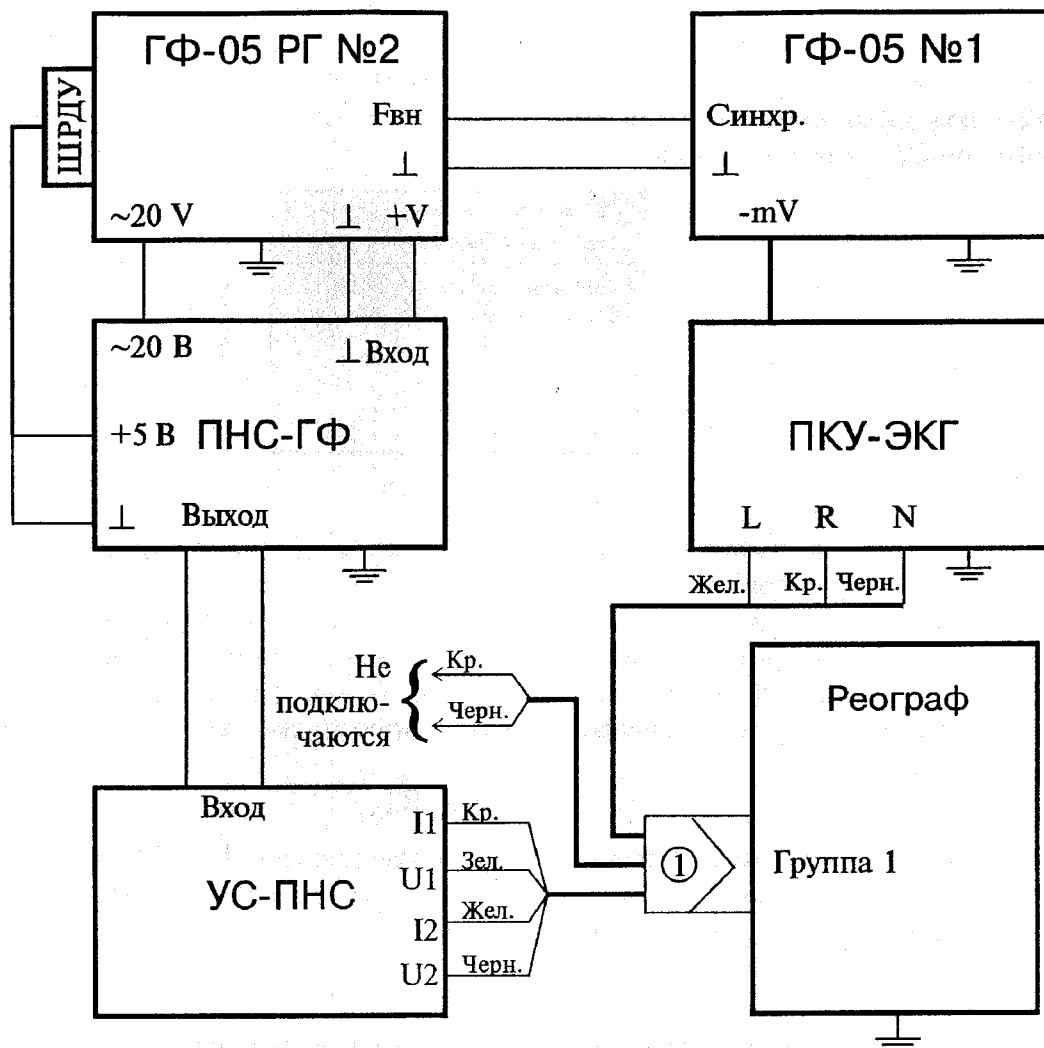 ГФ-05 РГ №2
ГФ-05 №1
ШРДУ
Fвн
Синхр.
⊥
⊥
~20 V
⊥
+V
-mV
~20 В
⊥ Вход
+5 В
ПНС-ГФ
ПКУ-ЭКГ
⊥
Выход
L R N
Жел.
Кр.
Черн.
Не
подклю-
чаются
Кр.
Черн.
Реограф
Вход
I1
Кр.
U1
Зел.
УС-ПНС
I2
Жел.
U2
Черн.
1
Группа 1